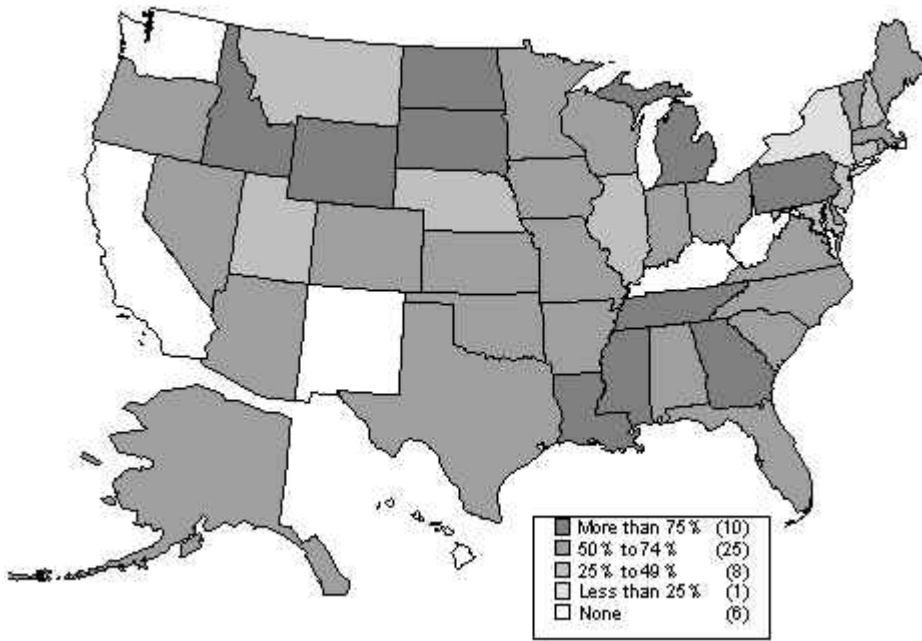 More than 75% (10)
50% to 74% (25)
25% to 49% (8)
Less than 25% (1)
None (6)